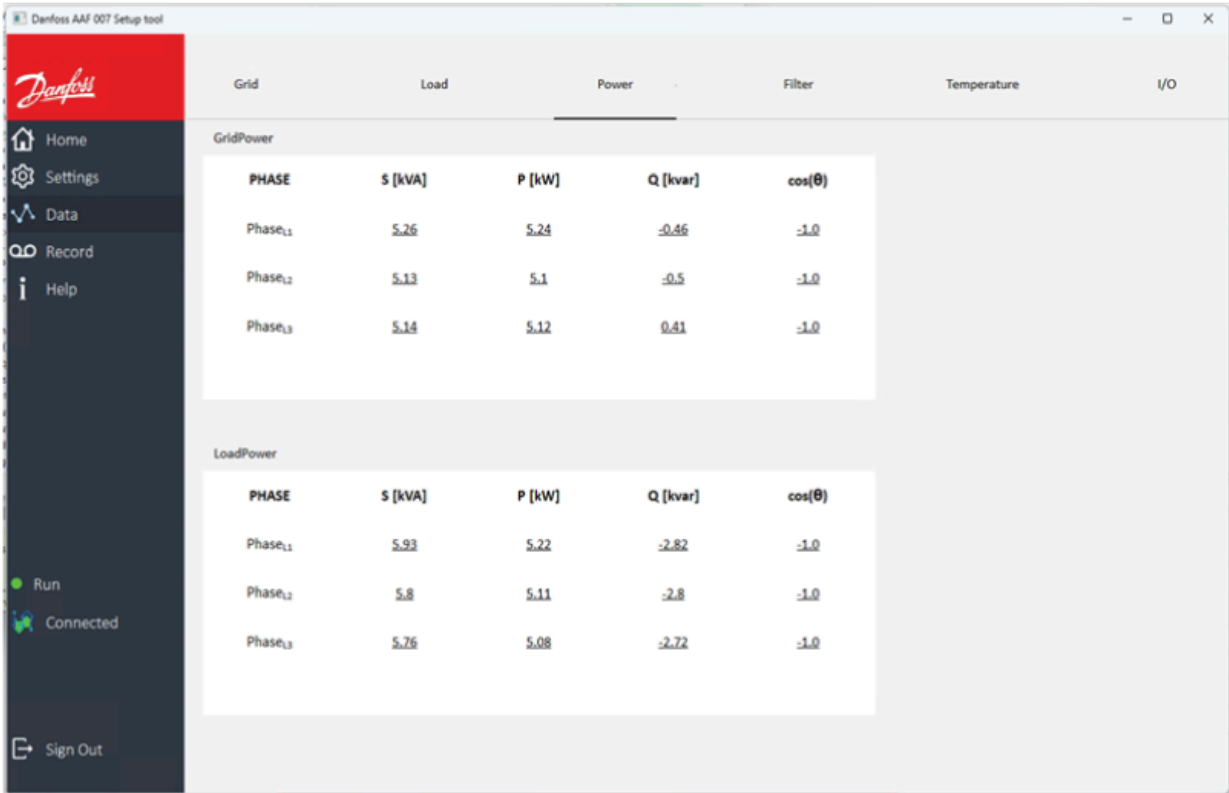 Danfoss AAF 007 Setup tool
Danfoss
Home
Settings
Data
Record
Help
Run
Connected
Sign Out
Grid Load Power Filter Temperature I/O
GridPower
PHASE S [kVA] P [kW] Q [kvar] cos(θ)
PhaseL1 5.26 5.24 -0.46 -1.0
PhaseL2 5.13 5.1 -0.5 -1.0
PhaseL3 5.14 5.12 0.41 -1.0
LoadPower
PHASE S [kVA] P [kW] Q [kvar] cos(θ)
PhaseL1 5.93 5.22 -2.82 -1.0
PhaseL2 5.8 5.11 -2.8 -1.0
PhaseL3 5.76 5.08 -2.72 -1.0